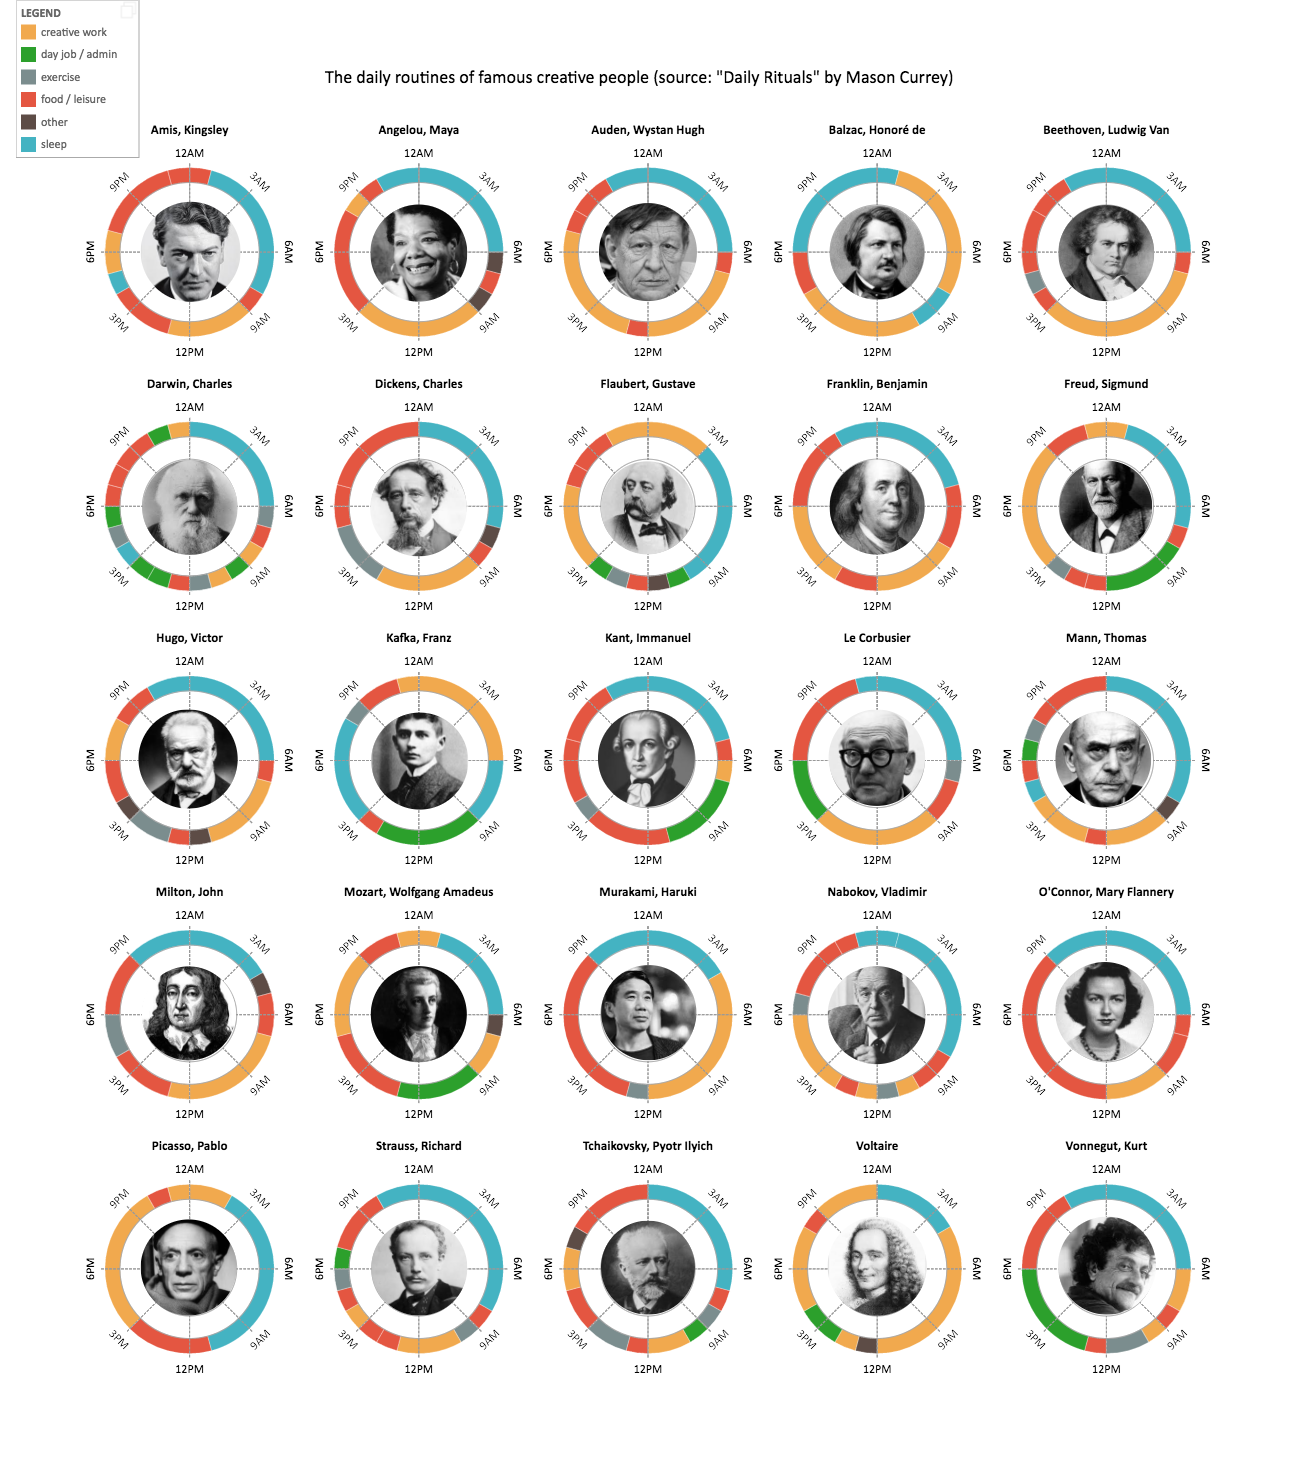 LEGEND
creative work
day job / admin
exercise
food / leisure
other
sleep
The daily routines of famous creative people (source: "Daily Rituals" by Mason Currey)
Amis, Kingsley
12AM
9PM
3AM
6PM
6AM
3PM
9AM
12PM
Angelou, Maya
12AM
9PM
3AM
6PM
6AM
3PM
9AM
12PM
Auden, Wystan Hugh
12AM
9PM
3AM
6PM
6AM
3PM
9AM
12PM
Balzac, Honoré de
12AM
9PM
3AM
6PM
6AM
3PM
9AM
12PM
Beethoven, Ludwig Van
12AM
9PM
3AM
6PM
6AM
3PM
9AM
12PM
Darwin, Charles
12AM
9PM
3AM
6PM
6AM
3PM
9AM
12PM
Dickens, Charles
12AM
9PM
3AM
6PM
6AM
3PM
9AM
12PM
Flaubert, Gustave
12AM
9PM
3AM
6PM
6AM
3PM
9AM
12PM
Franklin, Benjamin
12AM
9PM
3AM
6PM
6AM
3PM
9AM
12PM
Freud, Sigmund
12AM
9PM
3AM
6PM
6AM
3PM
9AM
12PM
Hugo, Victor
12AM
9PM
3AM
6PM
6AM
3PM
9AM
12PM
Kafka, Franz
12AM
9PM
3AM
6PM
6AM
3PM
9AM
12PM
Kant, Immanuel
12AM
9PM
3AM
6PM
6AM
3PM
9AM
12PM
Le Corbusier
12AM
9PM
3AM
6PM
6AM
3PM
9AM
12PM
Mann, Thomas
12AM
9PM
3AM
6PM
6AM
3PM
9AM
12PM
Milton, John
12AM
9PM
3AM
6PM
6AM
3PM
9AM
12PM
Mozart, Wolfgang Amadeus
12AM
9PM
3AM
6PM
6AM
3PM
9AM
12PM
Murakami, Haruki
12AM
9PM
3AM
6PM
6AM
3PM
9AM
12PM
Nabokov, Vladimir
12AM
9PM
3AM
6PM
6AM
3PM
9AM
12PM
O'Connor, Mary Flannery
12AM
9PM
3AM
6PM
6AM
3PM
9AM
12PM
Picasso, Pablo
12AM
9PM
3AM
6PM
6AM
3PM
9AM
12PM
Strauss, Richard
12AM
9PM
3AM
6PM
6AM
3PM
9AM
12PM
Tchaikovsky, Pyotr Ilyich
12AM
9PM
3AM
6PM
6AM
3PM
9AM
12PM
Voltaire
12AM
9PM
3AM
6PM
6AM
3PM
9AM
12PM
Vonnegut, Kurt
12AM
9PM
3AM
6PM
6AM
3PM
9AM
12PM